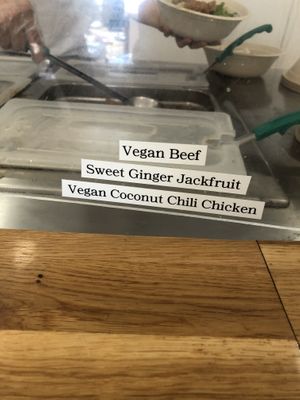 Vegan Beef
Sweet Ginger Jackfruit
Vegan Coconut Chili Chicken